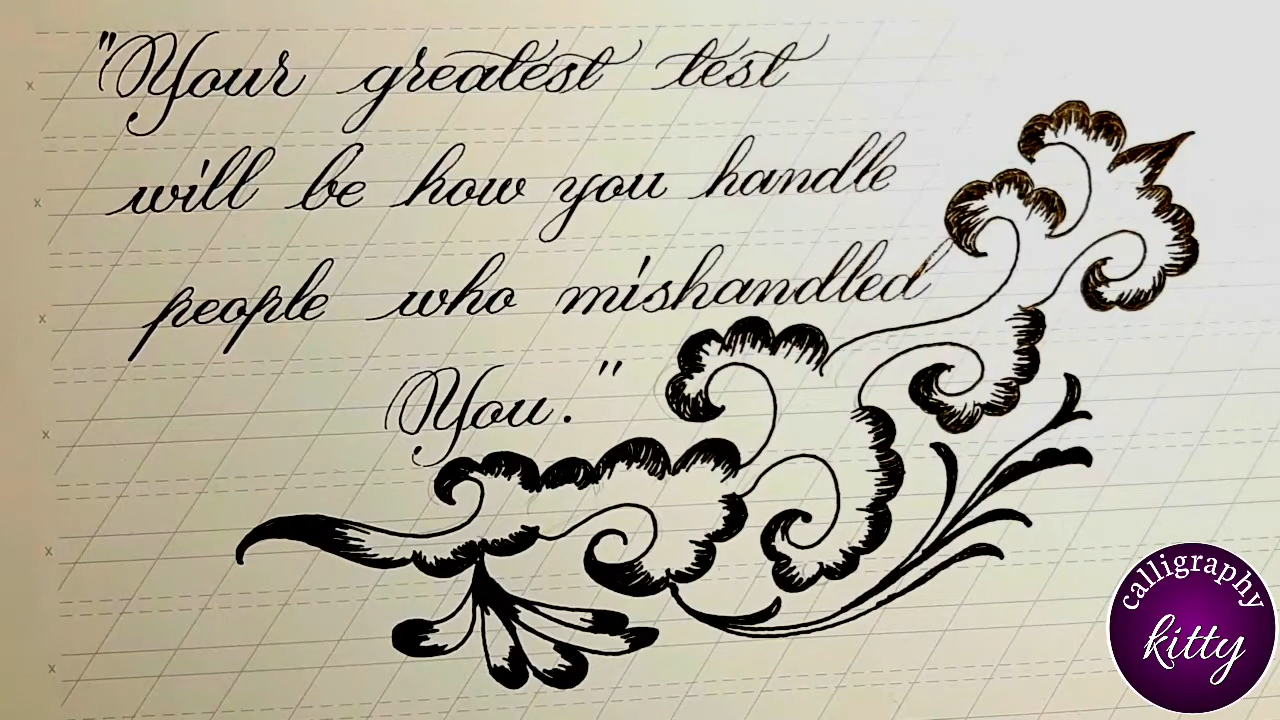 "Your greatest test
will be how you handle
people who mishandled
You."
calligraphy
kitty
x
x
x
x
x
x